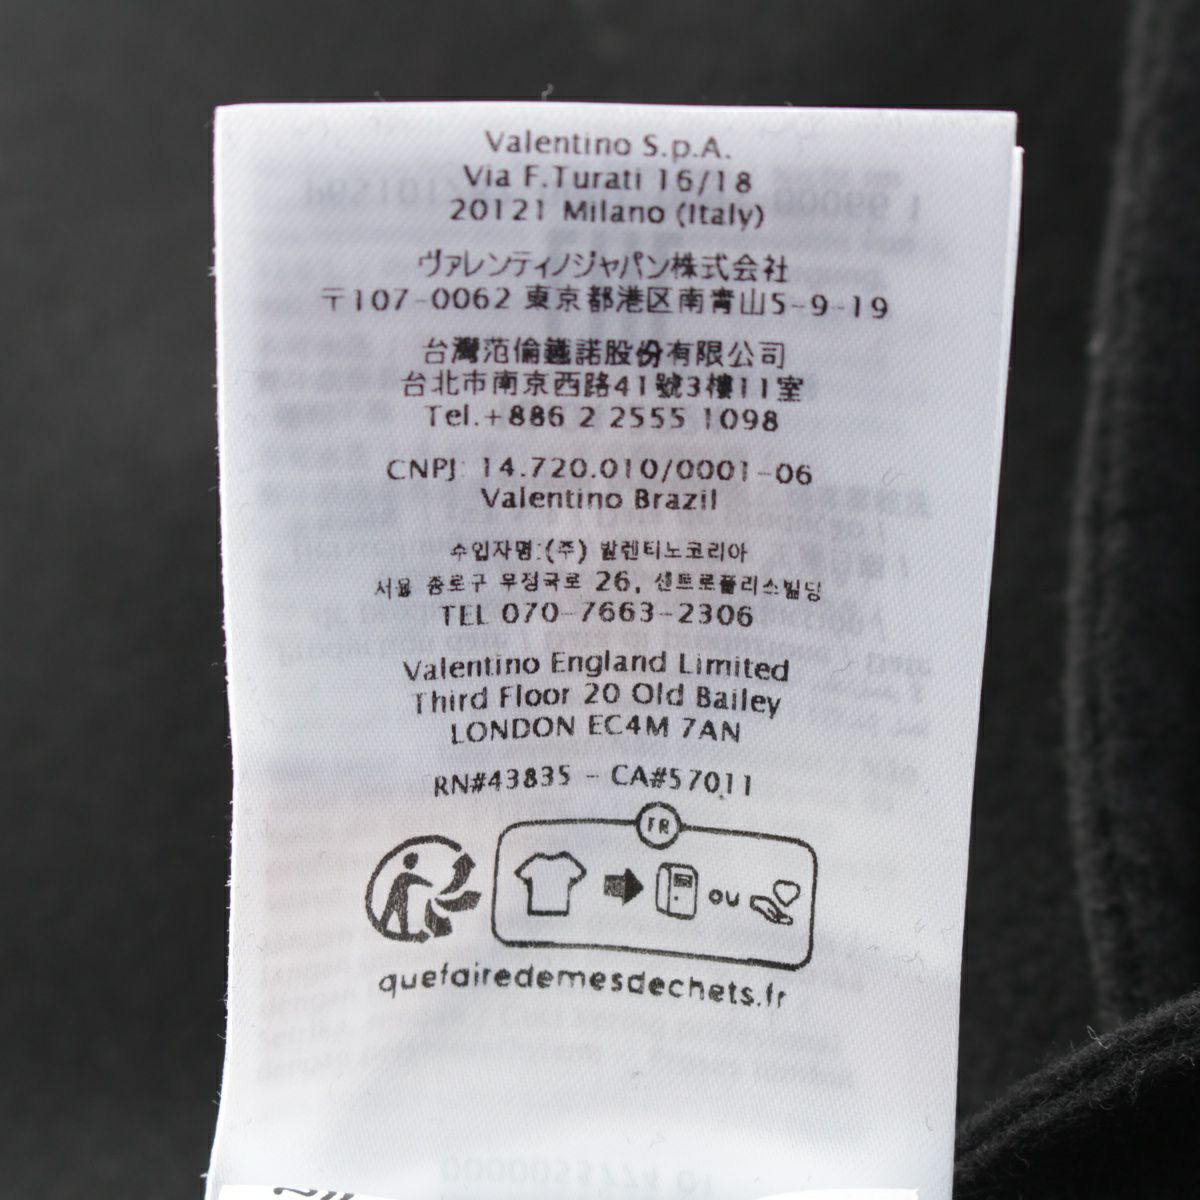 Valentino S.p.A.
Via F.Turati 16/18
20121 Milano (Italy)
ヴァレンティノジャパン株式会社
〒107-0062 東京都港区南青山5-9-19
台灣范倫鐵諾股份有限公司
台北市南京西路41號3樓11室
Tel.+886 2 2555 1098
CNPJ: 14.720.010/0001-06
Valentino Brazil
수입자명:(주) 발렌티노코리아
서울 종로구 우정국로 26, 센트로폴리스빌딩
TEL 070-7663-2306
Valentino England Limited
Third Floor 20 Old Bailey
LONDON EC4M 7AN
RN#43835 - CA#57011
FR
ou
quefairedemesdechets.fr